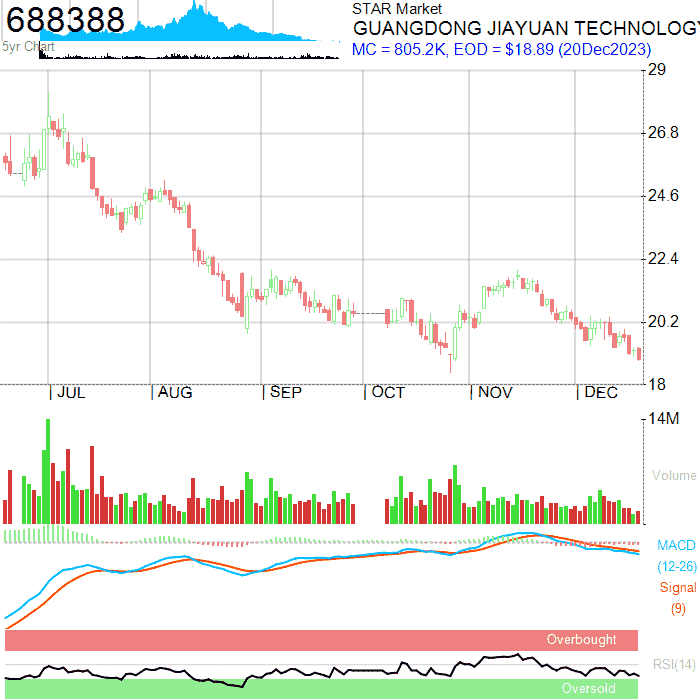 688388
STAR Market
GUANGDONG JIAYUAN TECHNOLOGY
MC = 805.2K, EOD = $18.89 (20Dec2023)
5yr Chart
29
26.8
24.6
22.4
20.2
18
JUL AUG SEP OCT NOV DEC
14M
Volume
MACD
(12-26)
Signal
(9)
Overbought
RSI(14)
Oversold